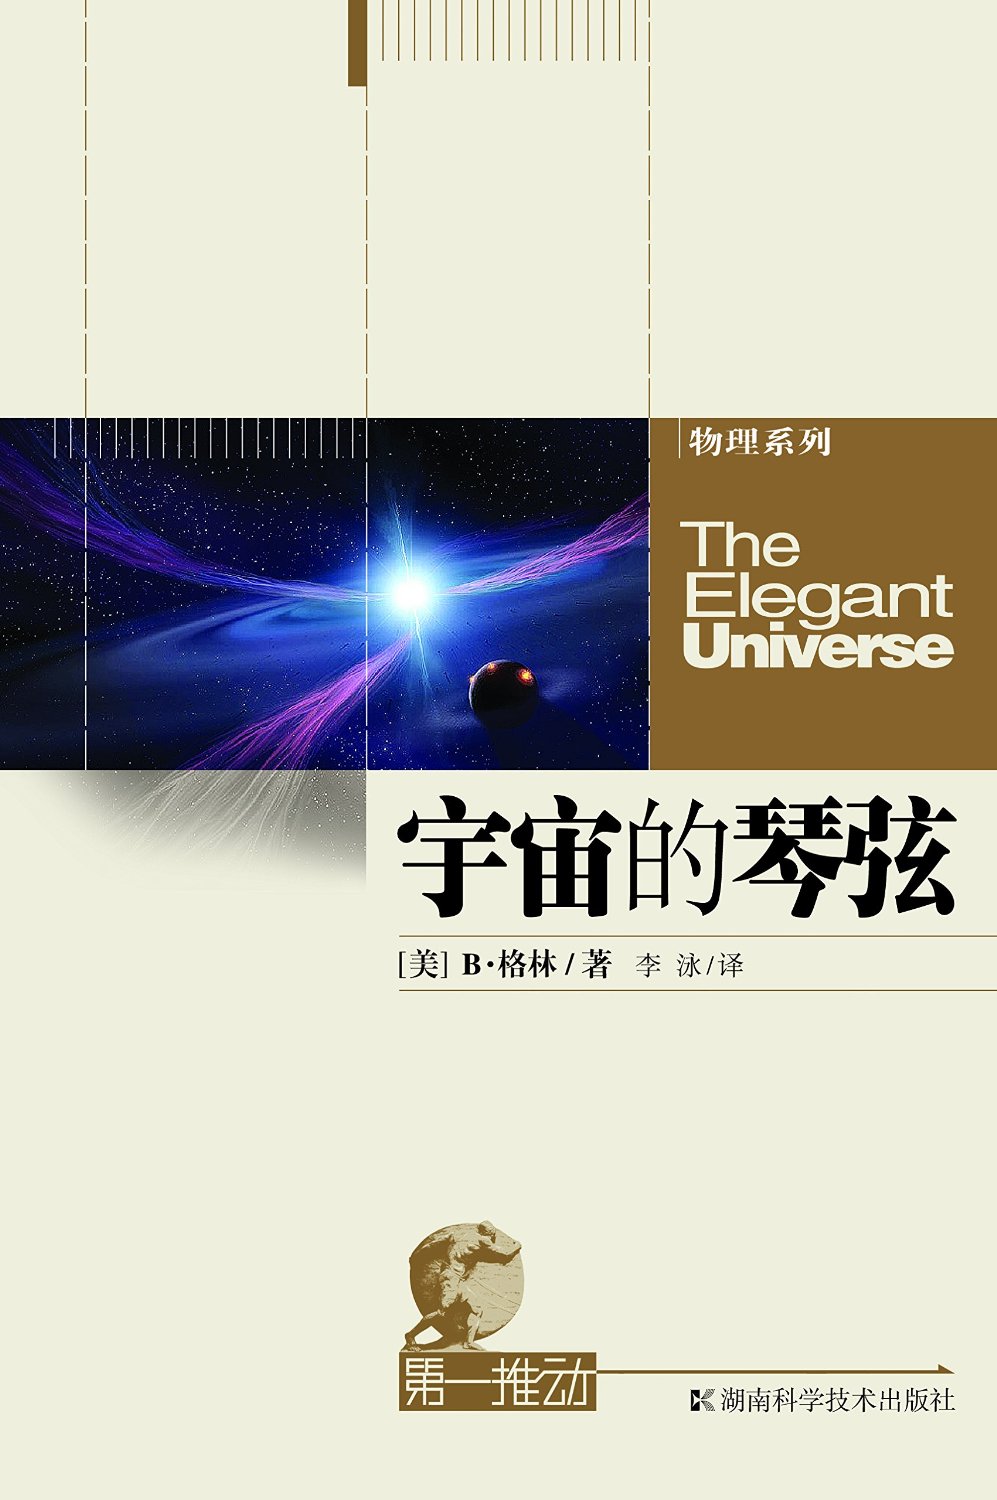 物理系列
The
Elegant
Universe
宇宙的琴弦
[美] B·格林/著 李 泳/译
第一推动
湖南科学技术出版社